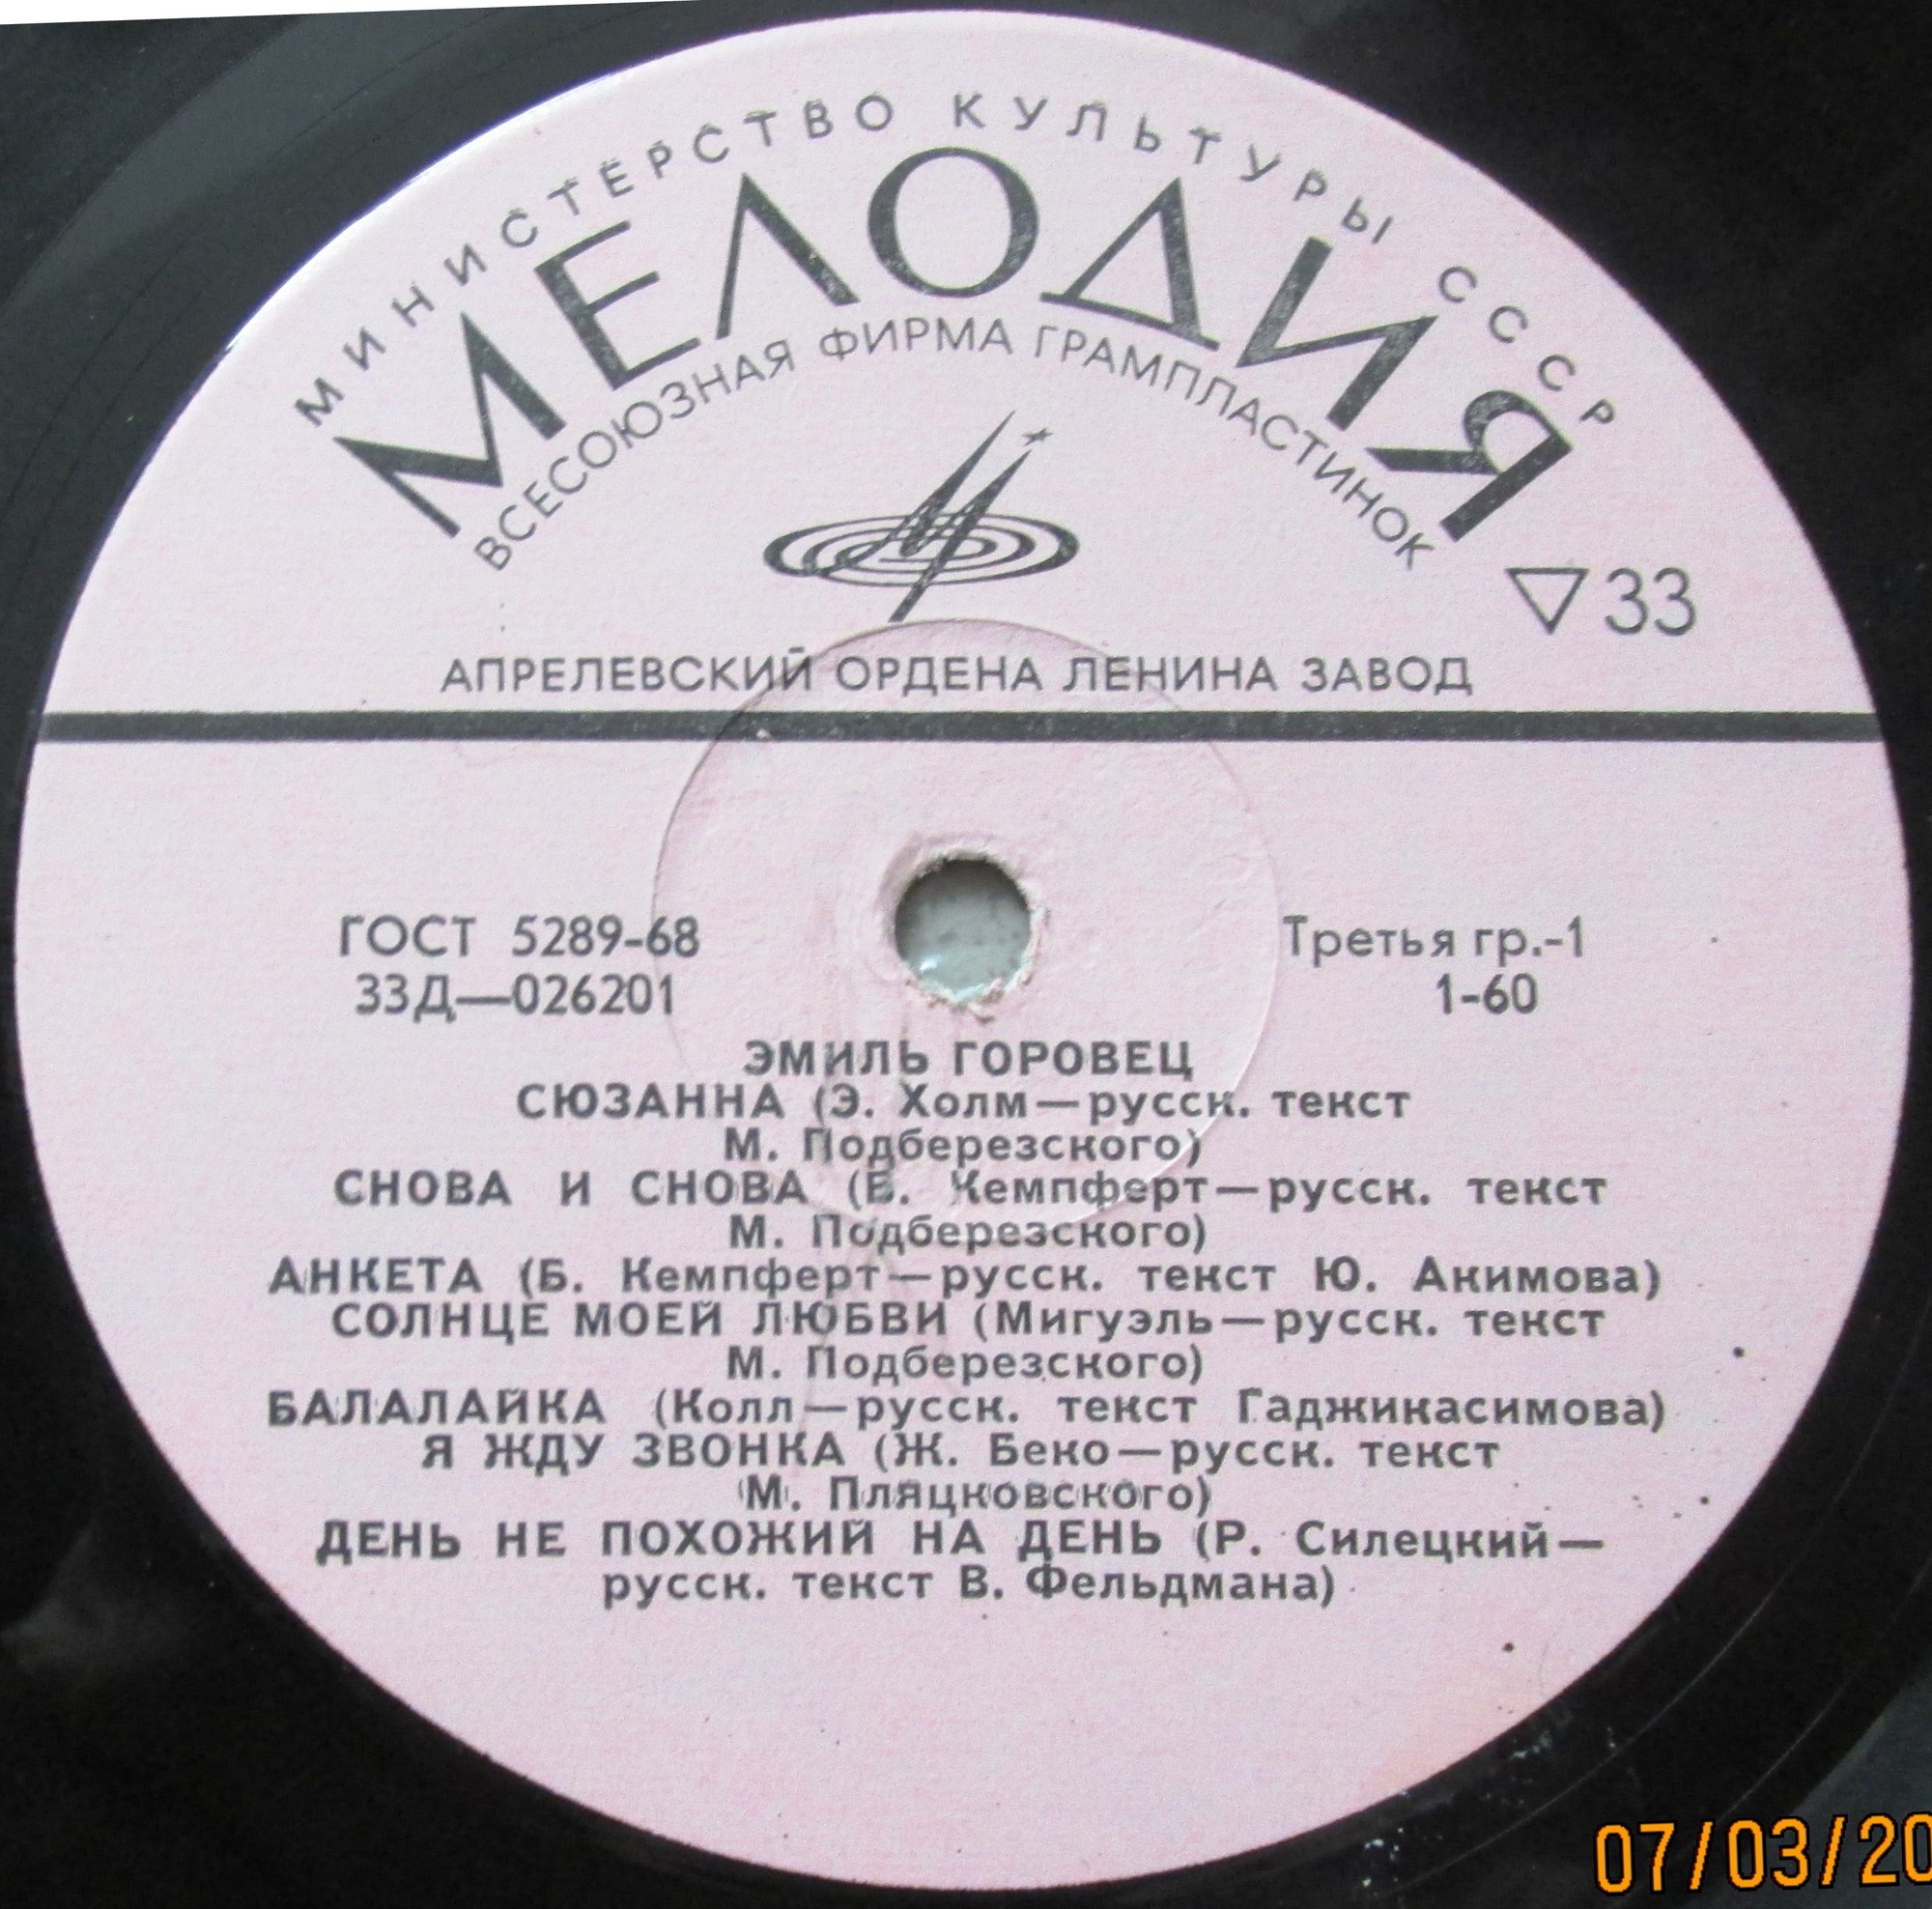 МИНИСТЕРСТВО КУЛЬТУРЫ СССР
МЕЛОДИЯ
ВСЕСОЮЗНАЯ ФИРМА ГРАМПЛАСТИНОК
33
АПРЕЛЕВСКИЙ ОРДЕНА ЛЕНИНА ЗАВОД
ГОСТ 5289-68
Третья гр.-1
33Д—026201
1-60
ЭМИЛЬ ГОРОВЕЦ
СЮЗАННА (Э. Холм—русск. текст
М. Подберезского)
СНОВА И СНОВА (Б. Кемпферт—русск. текст
М. Подберезского)
АНКЕТА (Б. Кемпферт—русск. текст Ю. Акимова)
СОЛНЦЕ МОЕЙ ЛЮБВИ (Мигуэль—русск. текст
М. Подберезского)
БАЛАЛАЙКА (Колл—русск. текст Гаджикасимова)
Я ЖДУ ЗВОНКА (Ж. Беко—русск. текст
М. Пляцковского)
ДЕНЬ НЕ ПОХОЖИЙ НА ДЕНЬ (Р. Силецкий—
русск. текст В. Фельдмана)
07/03/20